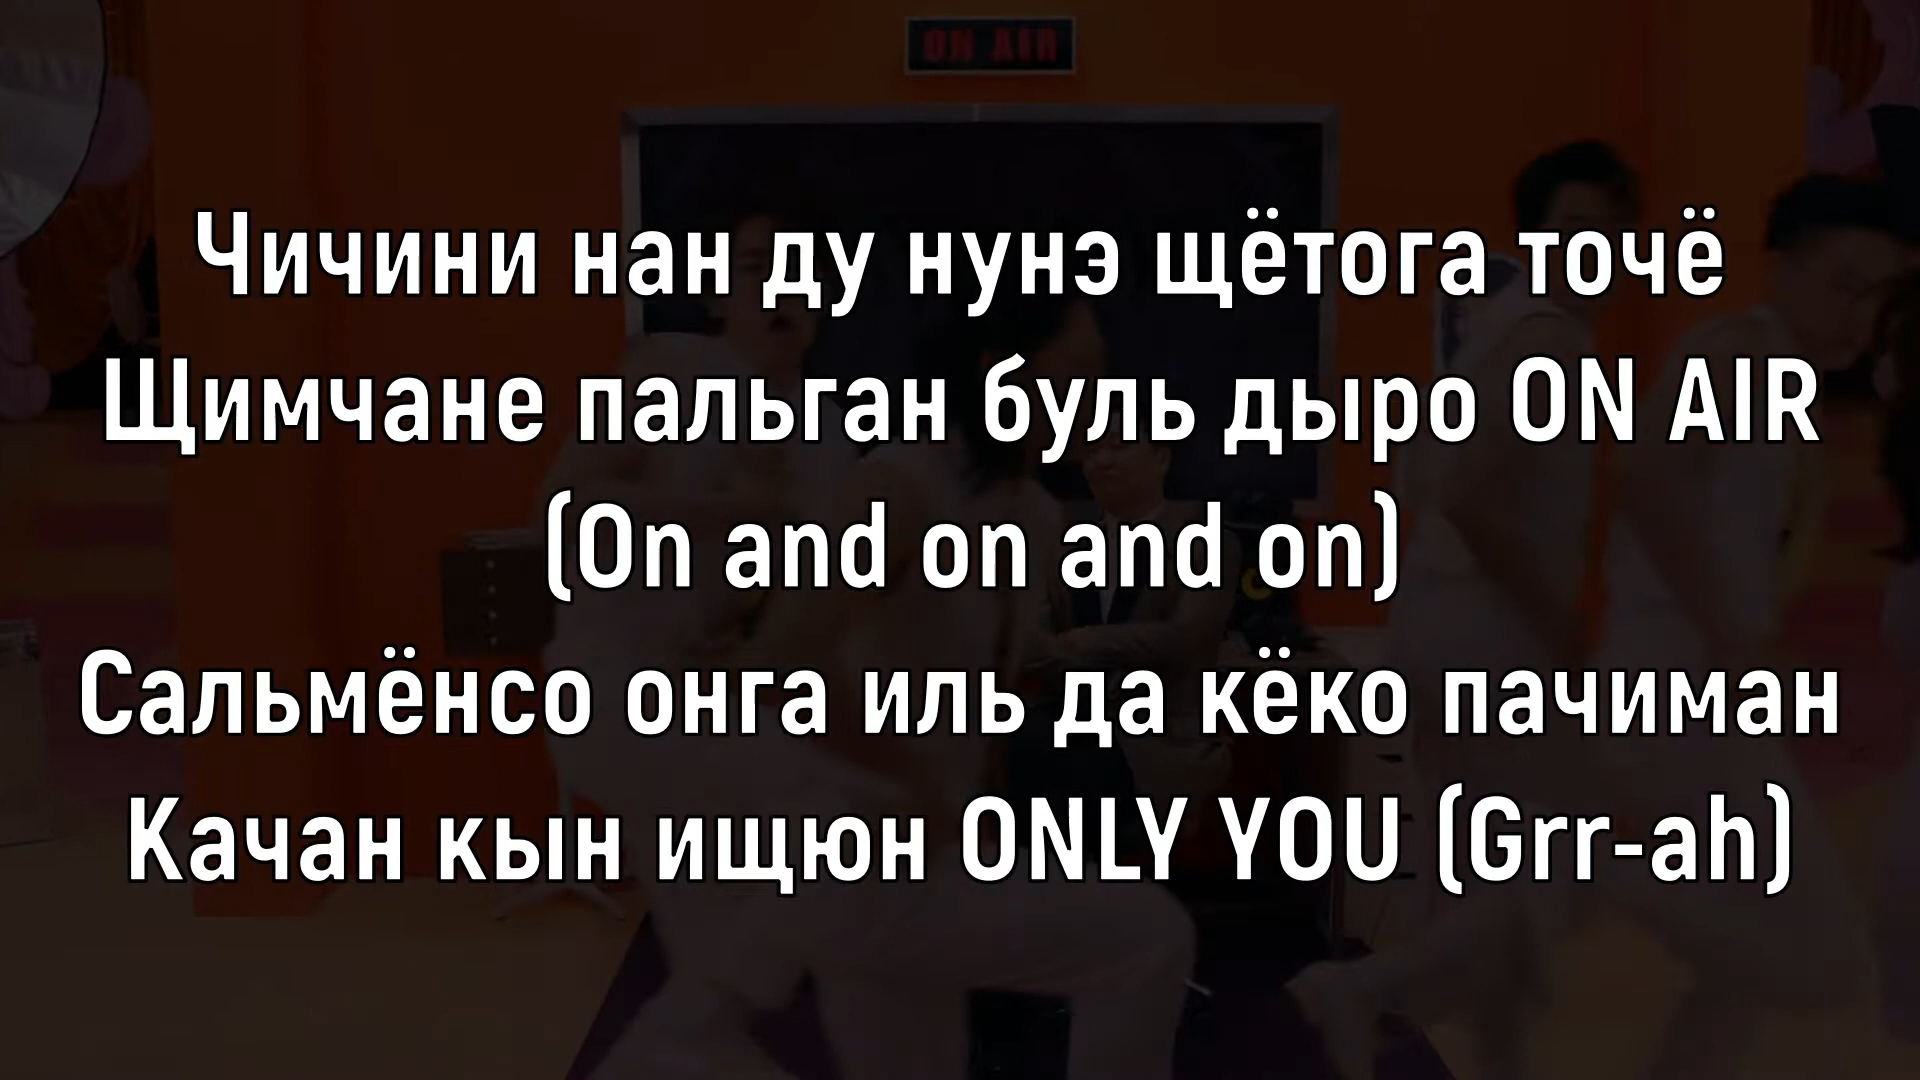 ON AIR
Чичини нан ду нунэ щётога точё
Щимчане пальган буль дыро ON AIR
(On and on and on)
Сальмёнсо онга иль да кёко пачиман
Качан кын ищюн ONLY YOU (Grr-ah)